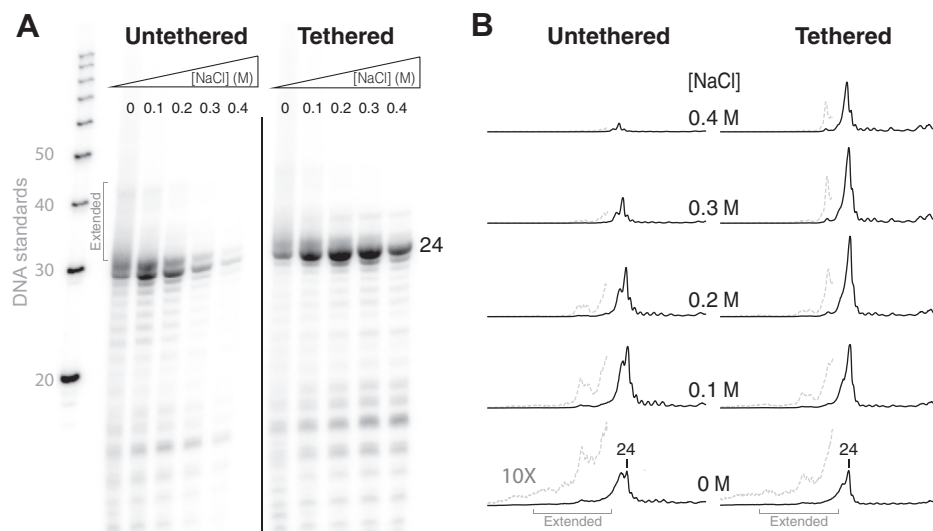 A
Untethered
Tethered
[NaCl] (M)
[NaCl] (M)
0 0.1 0.2 0.3 0.4
0 0.1 0.2 0.3 0.4
DNA standards
50
40
30
20
Extended
24
B
Untethered
Tethered
[NaCl]
0.4 M
0.3 M
0.2 M
0.1 M
0 M
10X
24
24
Extended
Extended